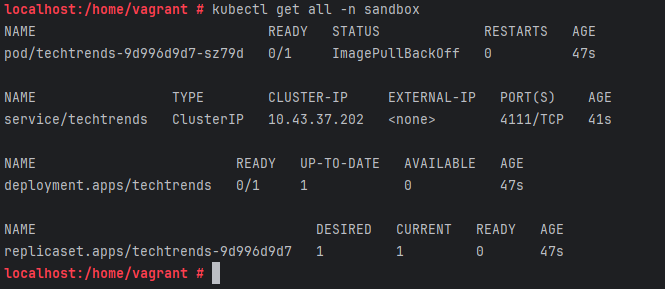 localhost:/home/vagrant # kubectl get all -n sandbox
NAME READY STATUS RESTARTS AGE
pod/techtrends-9d996d9d7-sz79d 0/1 ImagePullBackOff 0 47s
NAME TYPE CLUSTER-IP EXTERNAL-IP PORT(S) AGE
service/techtrends ClusterIP 10.43.37.202 <none> 4111/TCP 41s
NAME READY UP-TO-DATE AVAILABLE AGE
deployment.apps/techtrends 0/1 1 0 47s
NAME DESIRED CURRENT READY AGE
replicaset.apps/techtrends-9d996d9d7 1 1 0 47s
localhost:/home/vagrant #